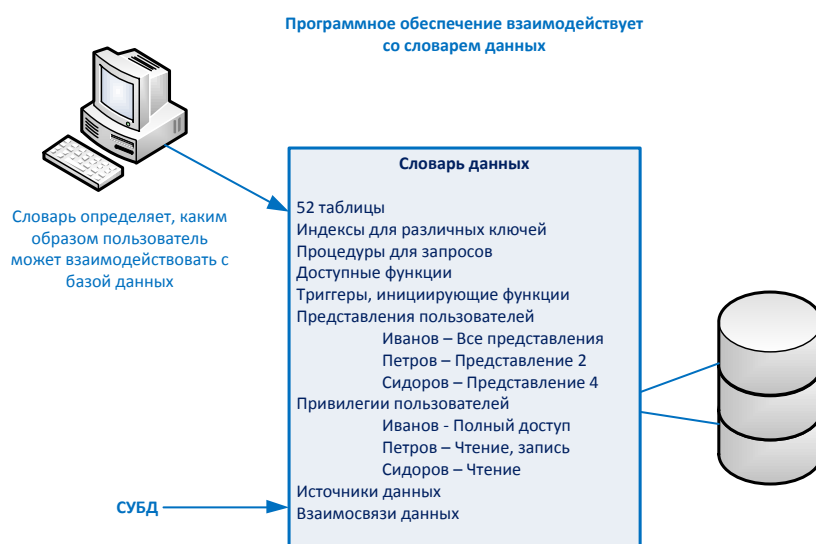 Программное обеспечение взаимодействует
со словарем данных
Словарь определяет, каким
образом пользователь
может взаимодействовать с
базой данных
Словарь данных
52 таблицы
Индексы для различных ключей
Процедуры для запросов
Доступные функции
Триггеры, инициирующие функции
Представления пользователей
Иванов – Все представления
Петров – Представление 2
Сидоров – Представление 4
Привилегии пользователей
Иванов - Полный доступ
Петров – Чтение, запись
Сидоров – Чтение
Источники данных
Взаимосвязи данных
СУБД